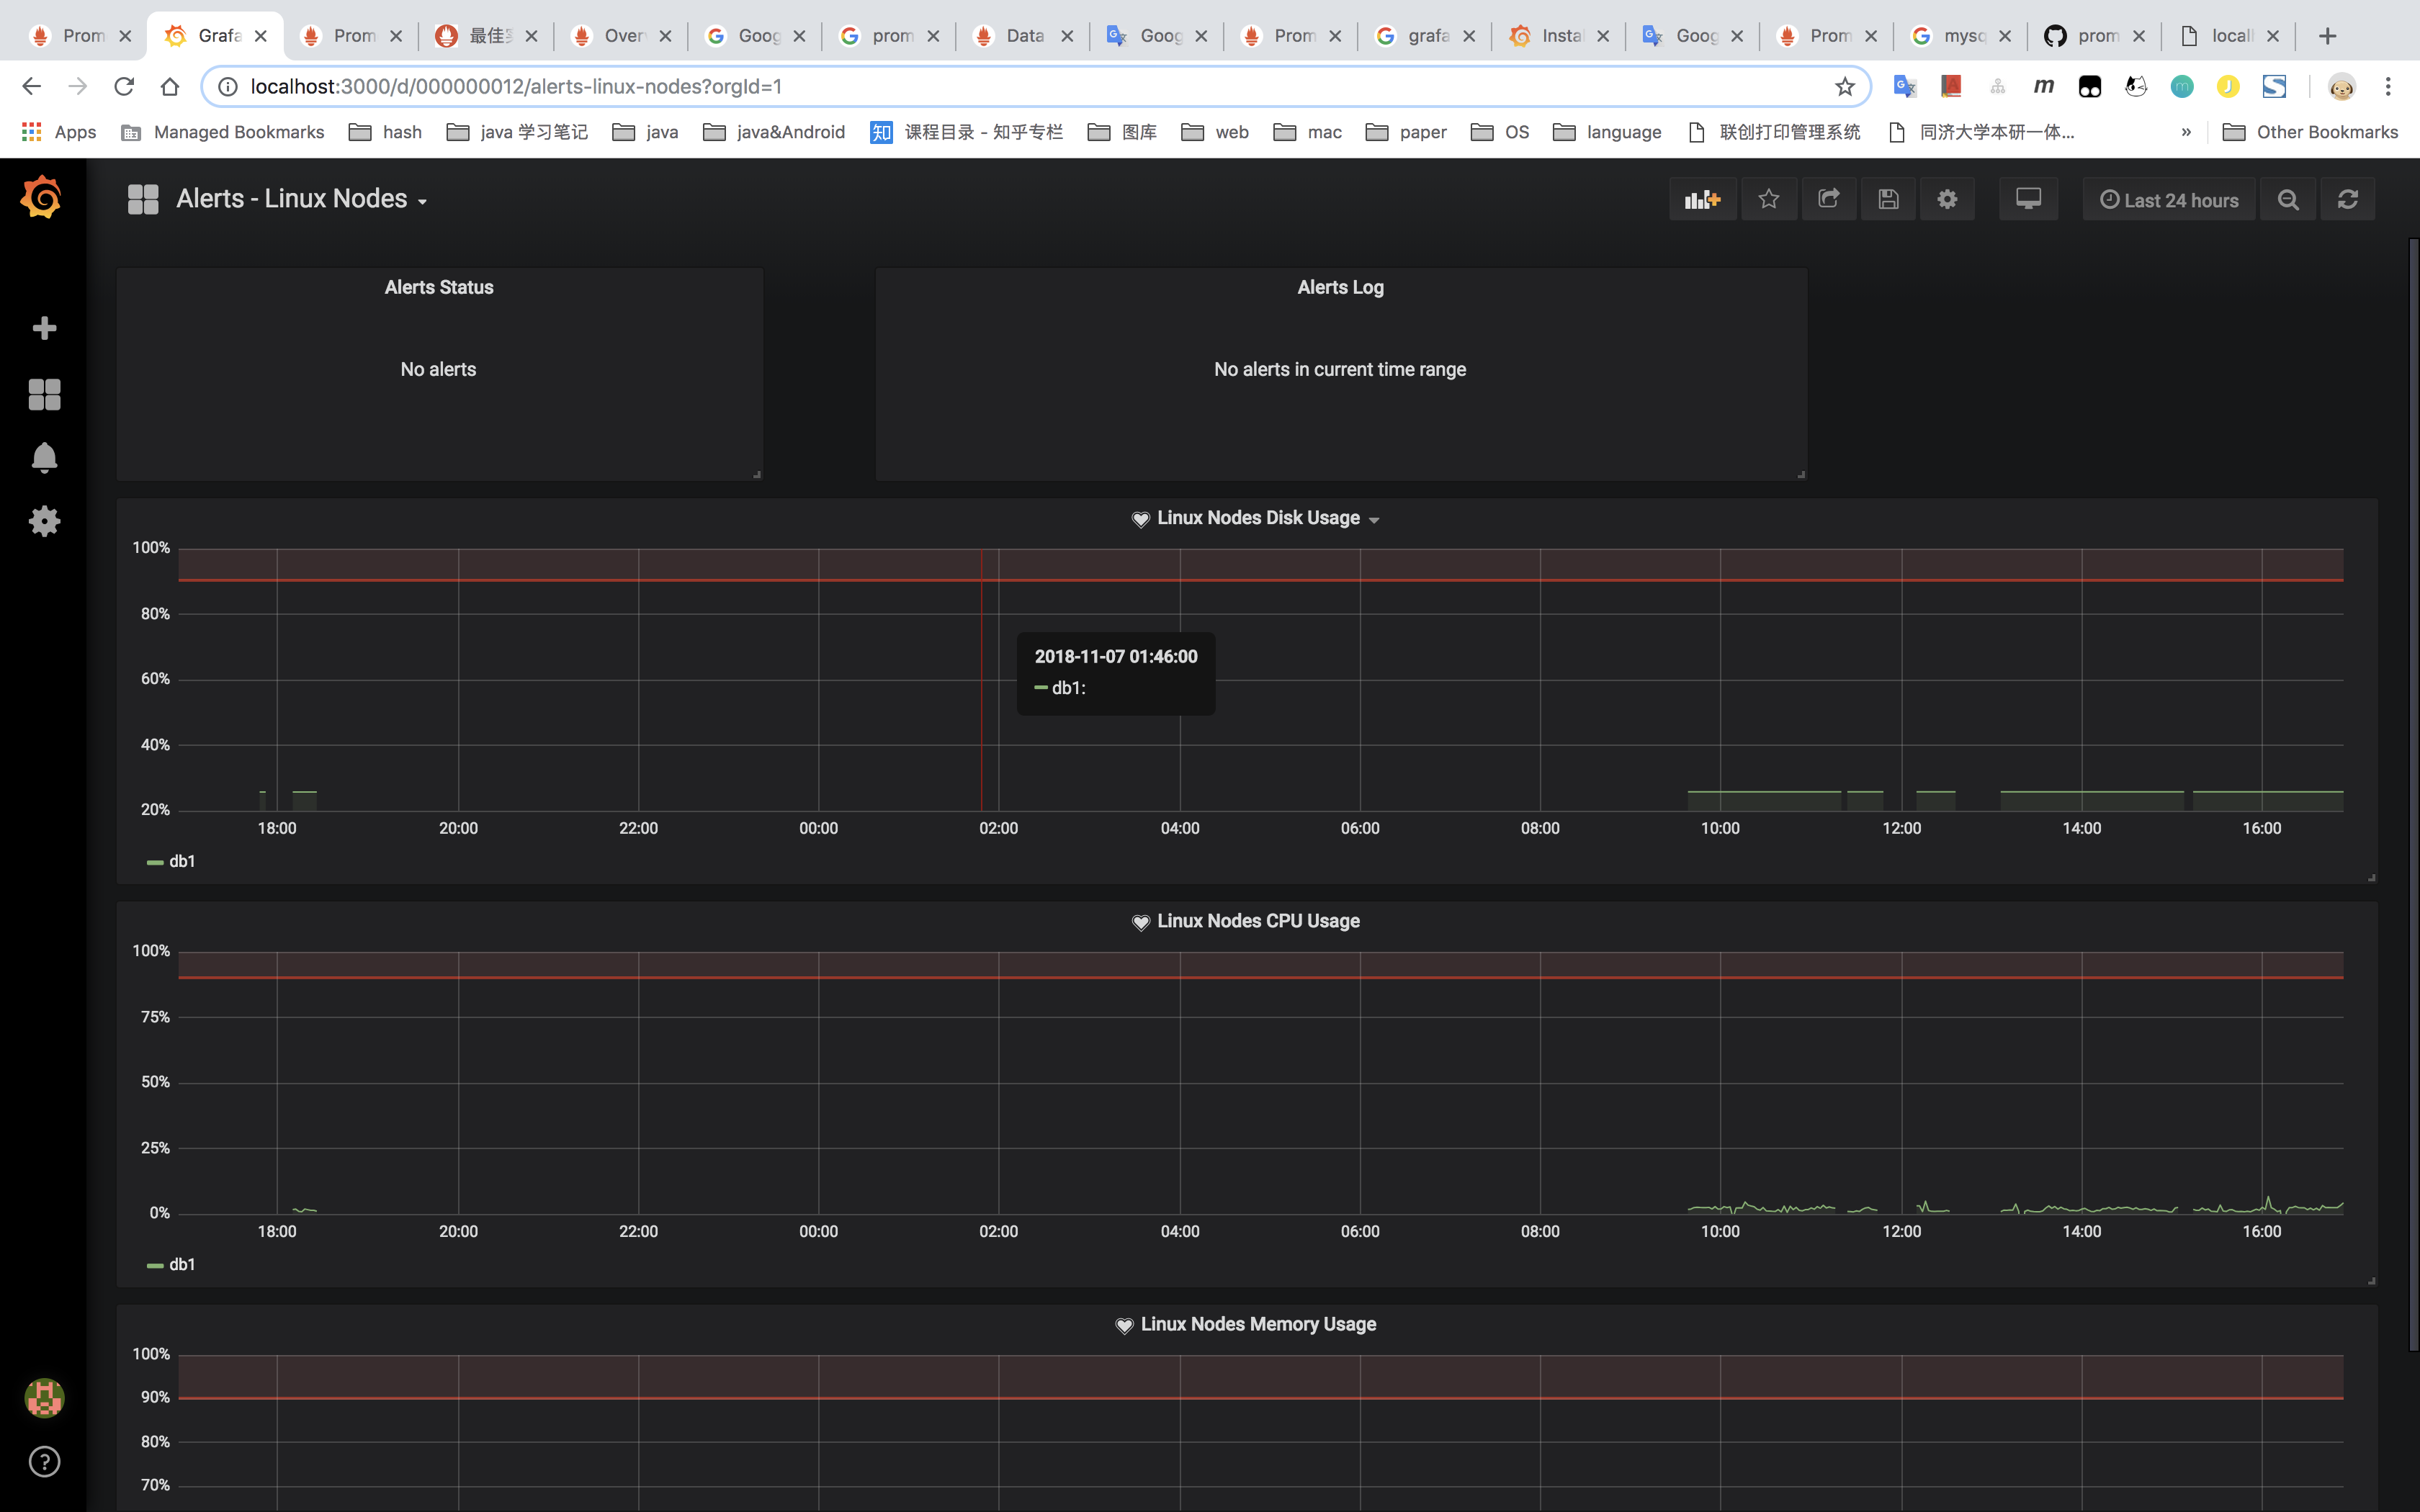 Prom Grafa Prom 最佳实 Over Goog prom Data Goog Prom grafa Instal Goog Prom mysq prom locall
localhost:3000/d/000000012/alerts-linux-nodes?orgId=1
Apps Managed Bookmarks hash java 学习笔记 java java&Android 知 课程目录 - 知乎专栏 图库 web mac paper OS language 联创打印管理系统 同济大学本研一体... » Other Bookmarks
Alerts - Linux Nodes
Last 24 hours
Alerts Status
No alerts
Alerts Log
No alerts in current time range
Linux Nodes Disk Usage
100%
80%
60%
40%
20%
2018-11-07 01:46:00
db1:
18:00 20:00 22:00 00:00 02:00 04:00 06:00 08:00 10:00 12:00 14:00 16:00
db1
Linux Nodes CPU Usage
100%
75%
50%
25%
0%
18:00 20:00 22:00 00:00 02:00 04:00 06:00 08:00 10:00 12:00 14:00 16:00
db1
Linux Nodes Memory Usage
100%
90%
80%
70%